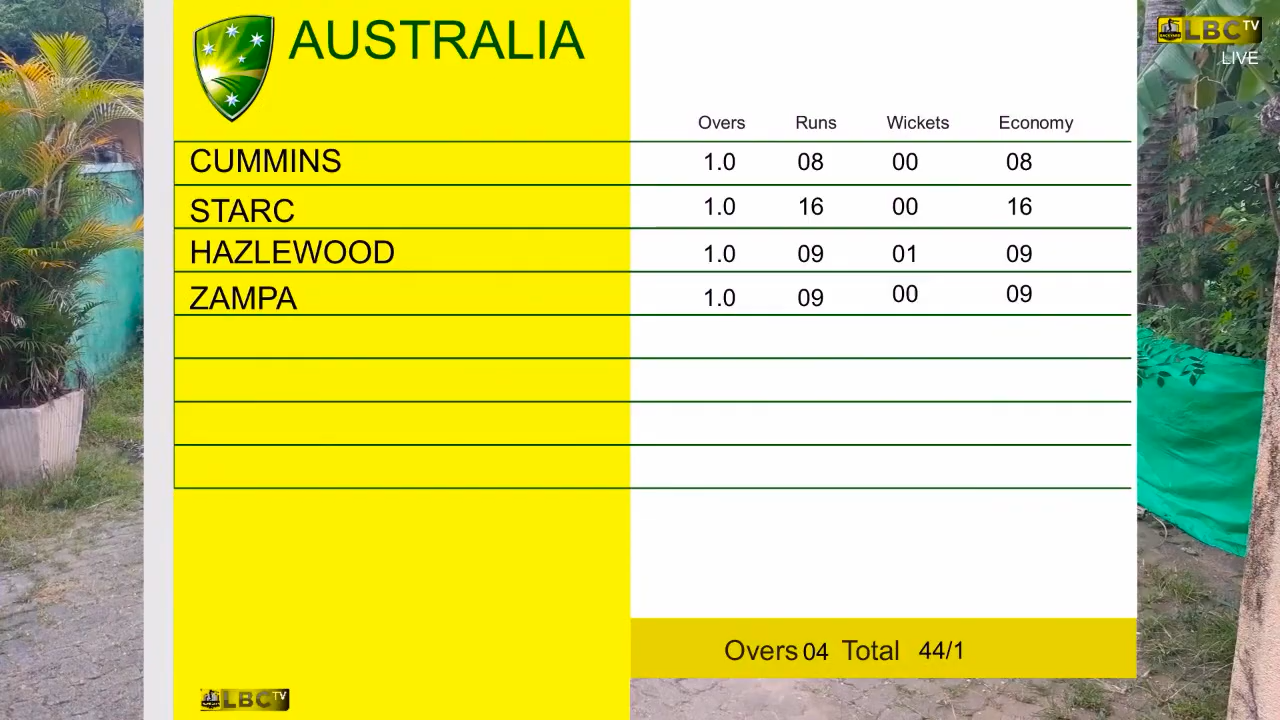 AUSTRALIA
LBC TV
LIVE
Overs Runs Wickets Economy
CUMMINS 1.0 08 00 08
STARC 1.0 16 00 16
HAZLEWOOD 1.0 09 01 09
ZAMPA 1.0 09 00 09
Overs 04 Total 44/1
LBC TV